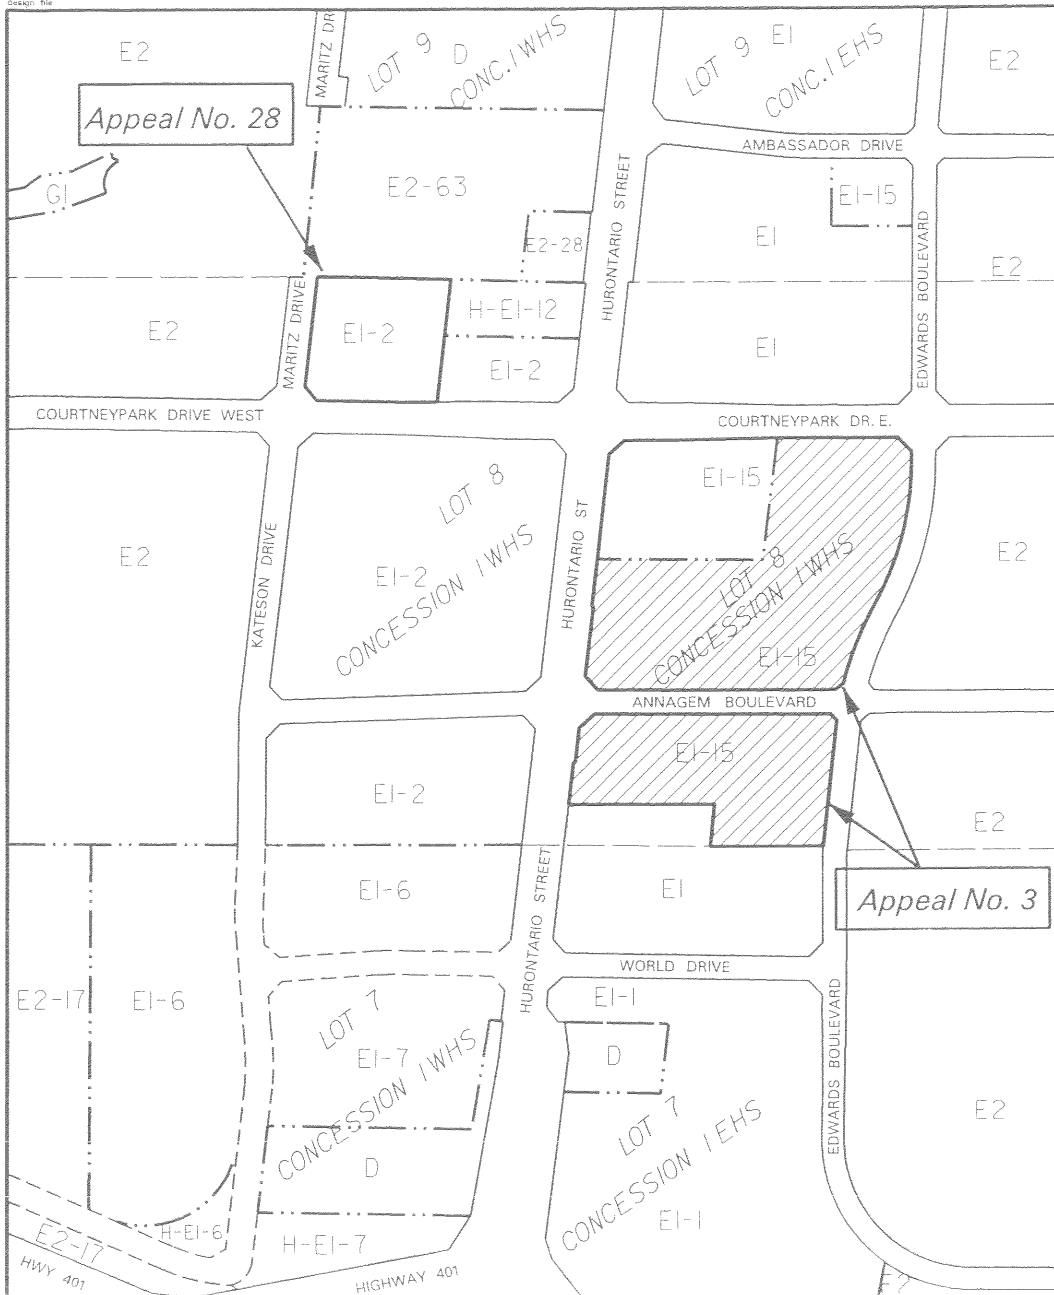 Design file
E2
MARITZ DR
LOT 9
D
CONC. 1 WHS
LOT 9
E1
CONC. 1 EHS
E2
Appeal No. 28
AMBASSADOR DRIVE
G1
E2-63
HURONTARIO STREET
E1-15
E2-28
E1
EDWARDS BOULEVARD
E2
E2
MARITZ DRIVE
E1-2
H-E1-12
E1-2
E1
COURTNEYPARK DRIVE WEST
COURTNEYPARK DR. E.
E2
KATESON DRIVE
LOT 8
E1-2
CONCESSION 1 WHS
HURONTARIO ST
E1-15
LOT 8
CONCESSION 1 WHS
E1-15
E2
ANNAGEM BOULEVARD
E1-15
E1-2
E2
E1-6
HURONTARIO STREET
E1
Appeal No. 3
WORLD DRIVE
E2-17
E1-6
LOT 7
E1-7
CONCESSION 1 WHS
E1-1
D
EDWARDS BOULEVARD
LOT 7
CONCESSION 1 EHS
E2
D
E1-1
H-E1-6
E2-17
H-E1-7
HWY 401
HIGHWAY 401
E2